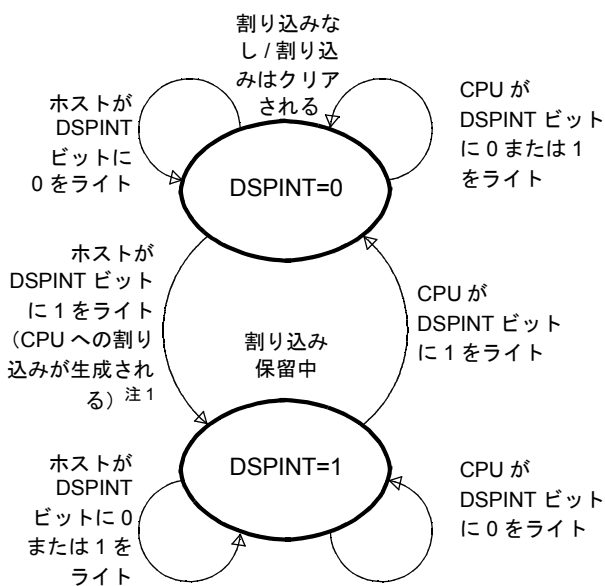 割り込みな
し / 割り込
みはクリア
される
ホストが
DSPINT
ビットに
0 をライト
CPU が
DSPINT ビット
に 0 または 1
をライト
DSPINT=0
ホストが
DSPINT ビット
に 1 をライト
（CPU への割り
込みが生成され
る）注 1
割り込み
保留中
CPU が
DSPINT ビット
に 1 をライト
DSPINT=1
ホストが
DSPINT
ビットに 0
または 1 を
ライト
CPU が
DSPINT ビット
に 0 をライト